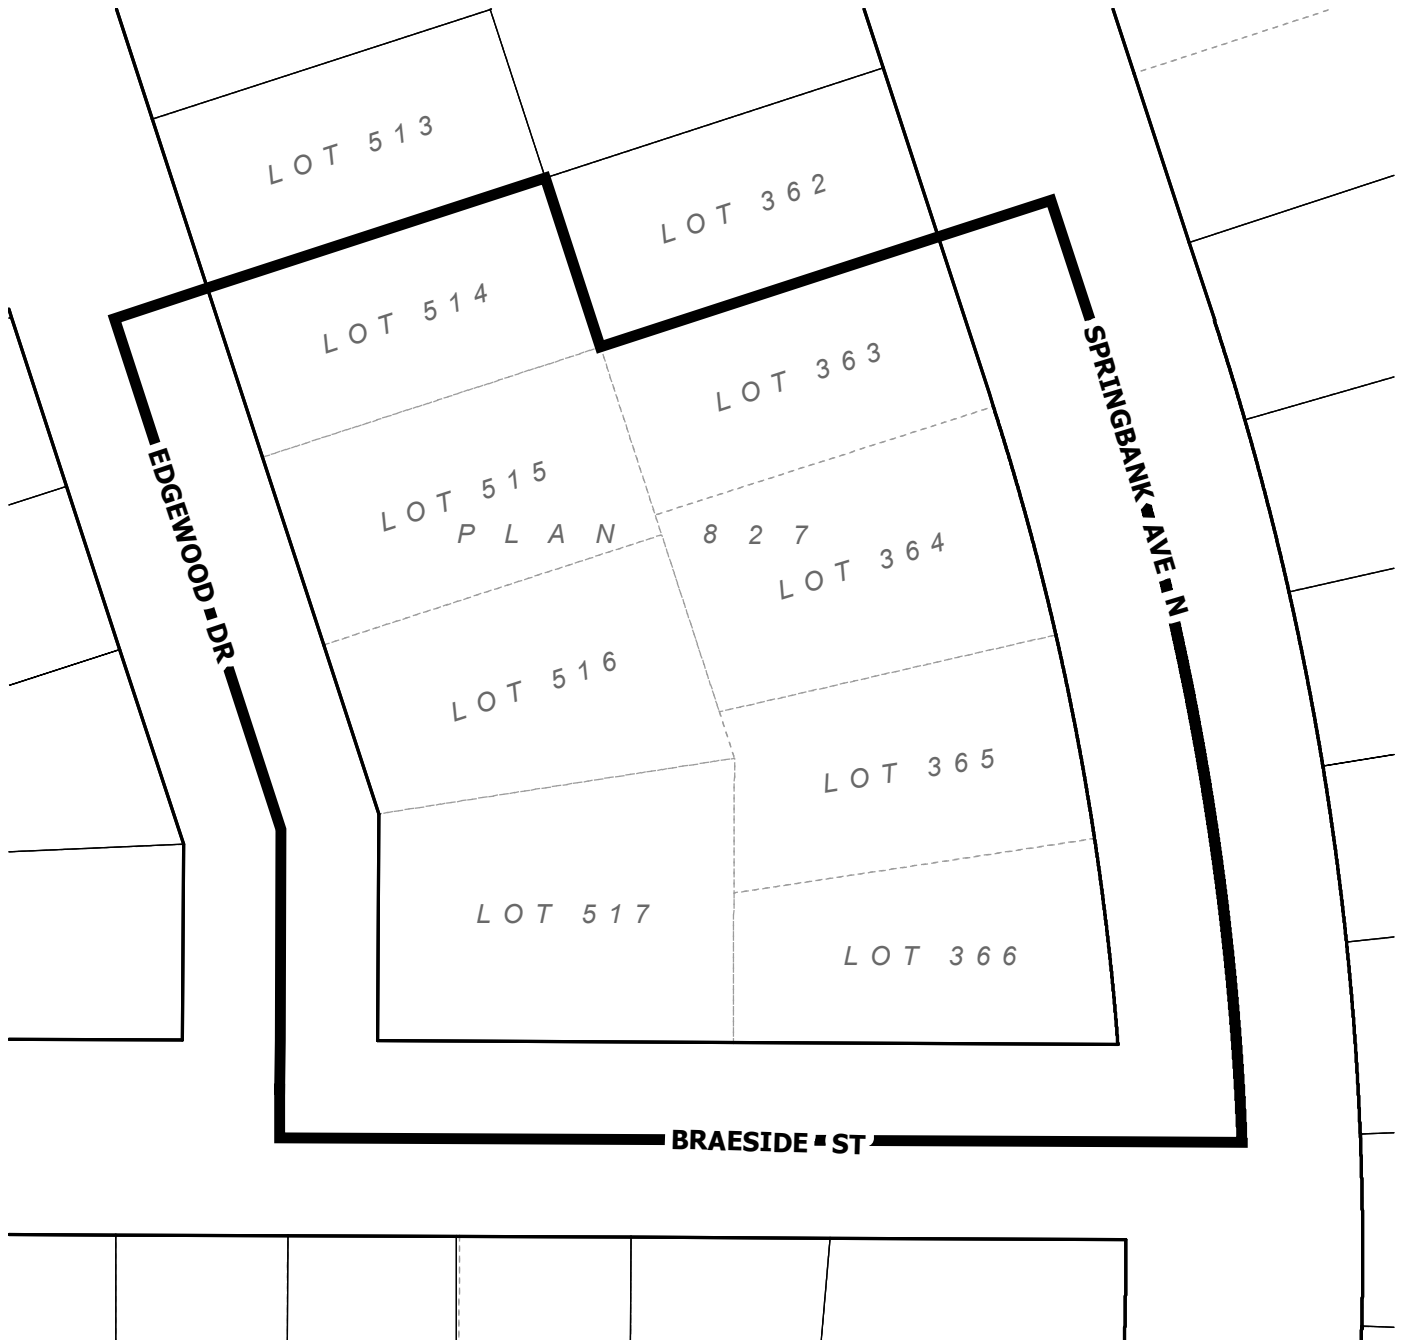 LOT 513
LOT 362
LOT 514
LOT 363
LOT 515
PLAN 827
LOT 364
LOT 516
LOT 365
LOT 517
LOT 366
EDGEWOOD DR
SPRINGBANK AVE N
BRAESIDE ST